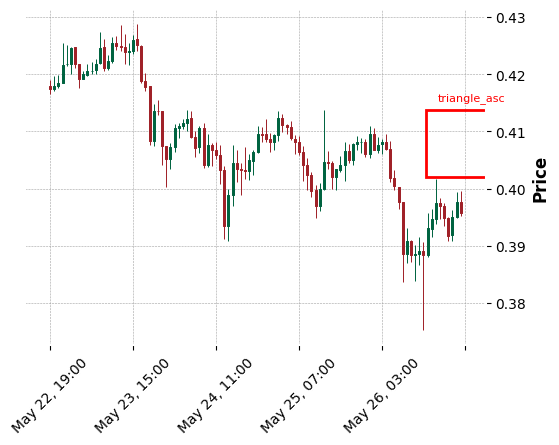 0.43
0.42
triangle_asc
0.41
0.40
0.39
0.38
Price
May 22, 19:00
May 23, 15:00
May 24, 11:00
May 25, 07:00
May 26, 03:00